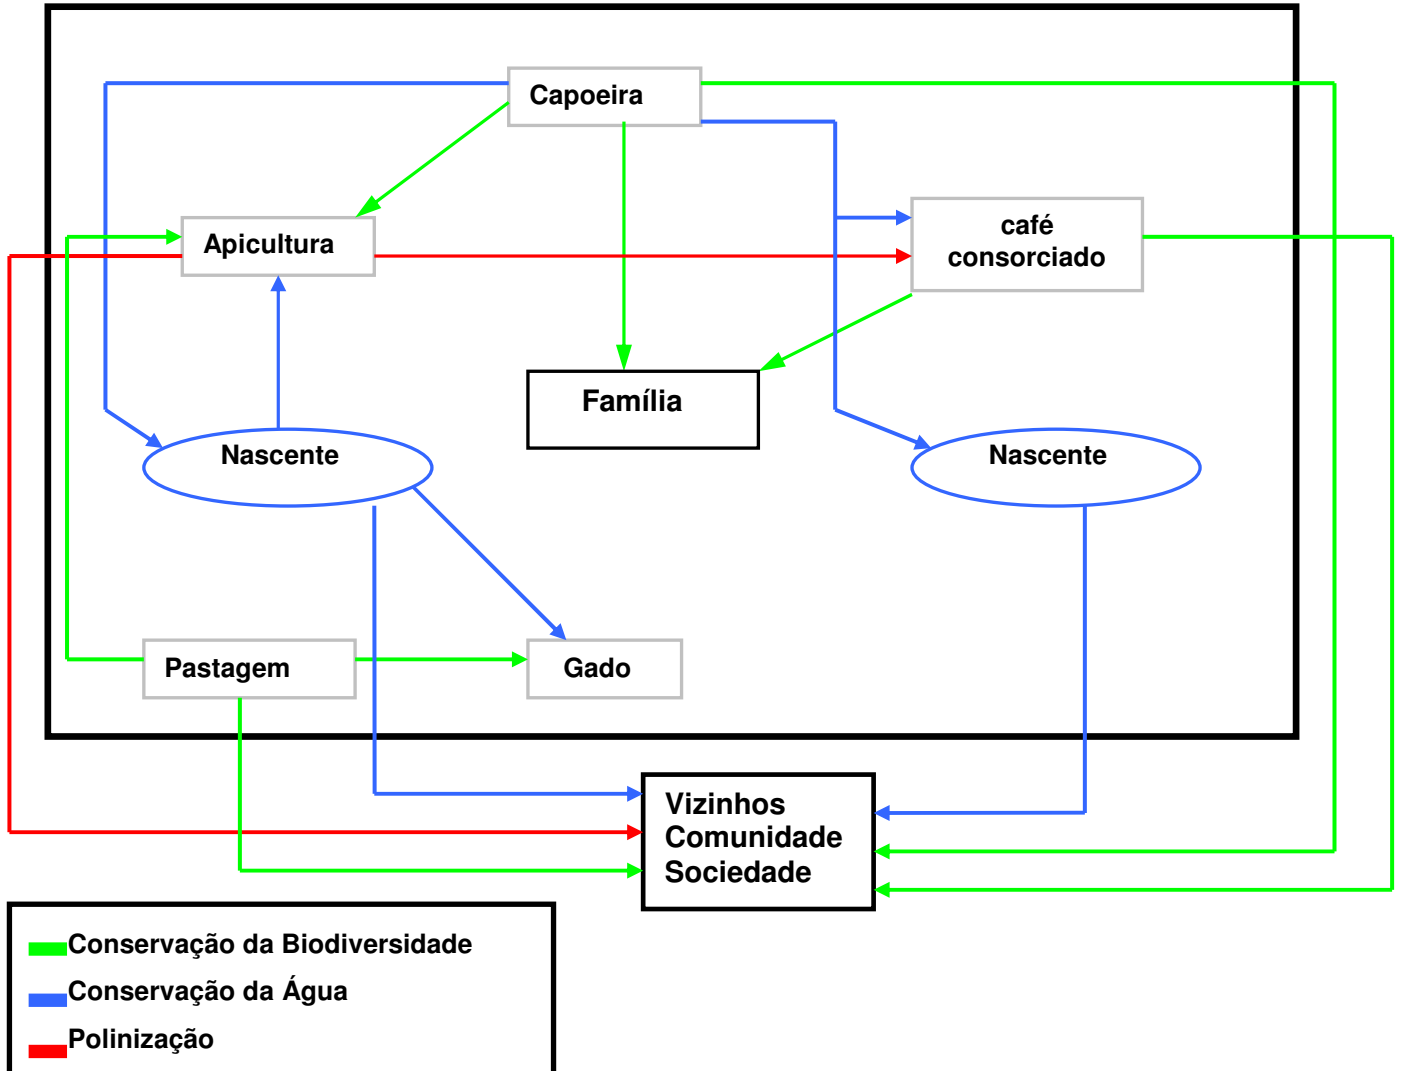 Capoeira
Apicultura
café
consorciado
Família
Nascente
Nascente
Pastagem
Gado
Vizinhos
Comunidade
Sociedade
Conservação da Biodiversidade
Conservação da Água
Polinização